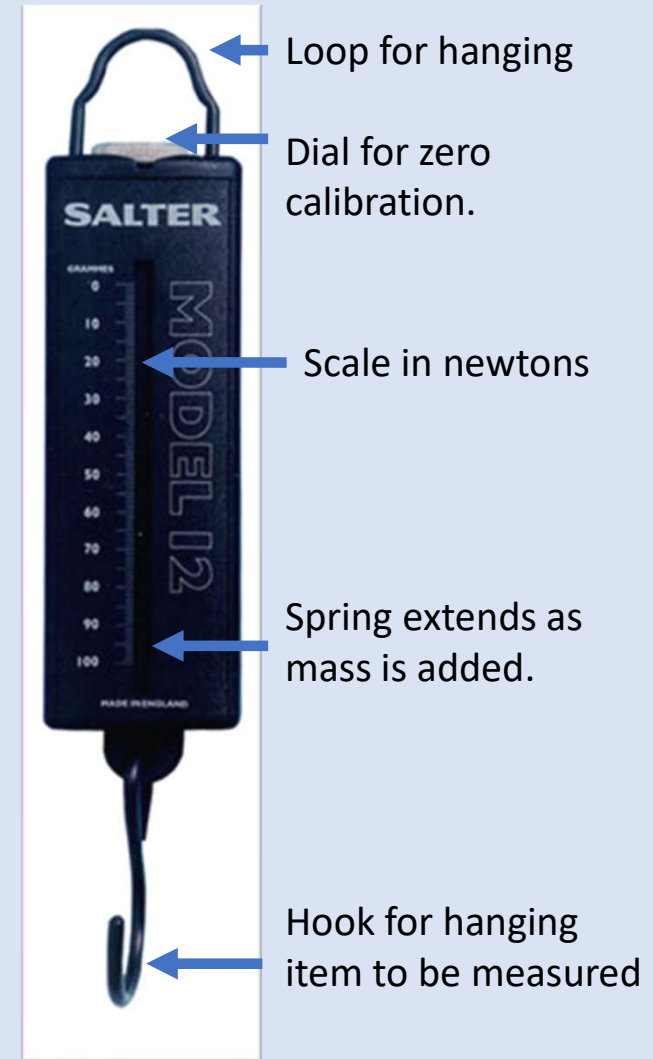 Loop for hanging
Dial for zero
calibration.
SALTER
GRAMMES
0
10
20
30
40
50
60
70
80
90
100
MODEL 12
Scale in newtons
Spring extends as
mass is added.
MADE IN ENGLAND
Hook for hanging
item to be measured